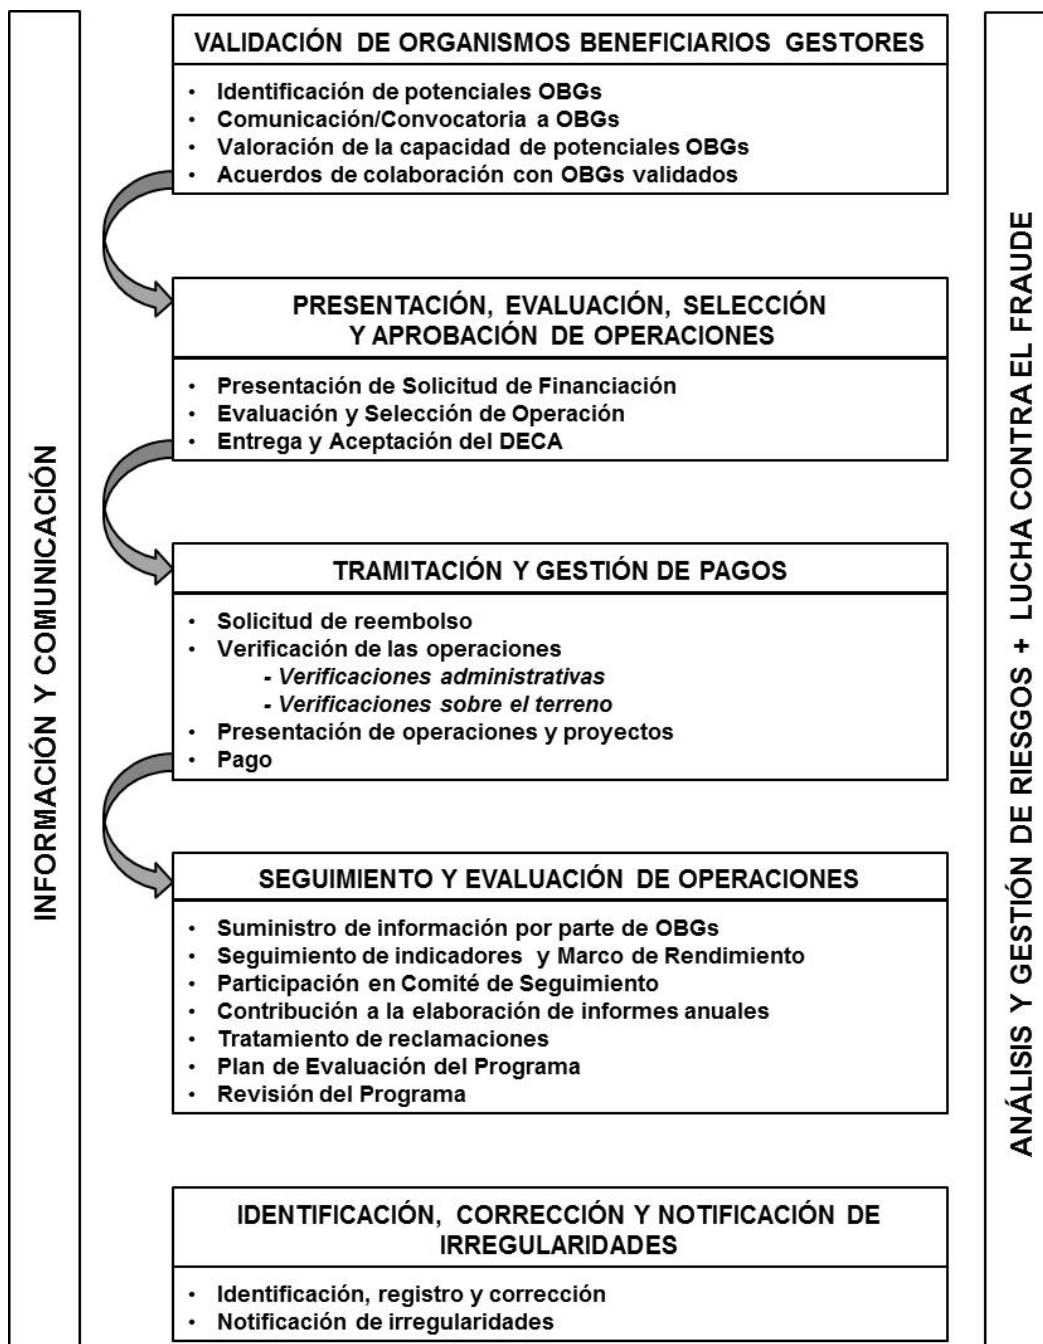 INFORMACIÓN Y COMUNICACIÓN
VALIDACIÓN DE ORGANISMOS BENEFICIARIOS GESTORES
• Identificación de potenciales OBGs
• Comunicación/Convocatoria a OBGs
• Valoración de la capacidad de potenciales OBGs
• Acuerdos de colaboración con OBGs validados
PRESENTACIÓN, EVALUACIÓN, SELECCIÓN
Y APROBACIÓN DE OPERACIONES
• Presentación de Solicitud de Financiación
• Evaluación y Selección de Operación
• Entrega y Aceptación del DECA
TRAMITACIÓN Y GESTIÓN DE PAGOS
• Solicitud de reembolso
• Verificación de las operaciones
- Verificaciones administrativas
- Verificaciones sobre el terreno
• Presentación de operaciones y proyectos
• Pago
SEGUIMIENTO Y EVALUACIÓN DE OPERACIONES
• Suministro de información por parte de OBGs
• Seguimiento de indicadores y Marco de Rendimiento
• Participación en Comité de Seguimiento
• Contribución a la elaboración de informes anuales
• Tratamiento de reclamaciones
• Plan de Evaluación del Programa
• Revisión del Programa
IDENTIFICACIÓN, CORRECCIÓN Y NOTIFICACIÓN DE
IRREGULARIDADES
• Identificación, registro y corrección
• Notificación de irregularidades
ANÁLISIS Y GESTIÓN DE RIESGOS + LUCHA CONTRA EL FRAUDE